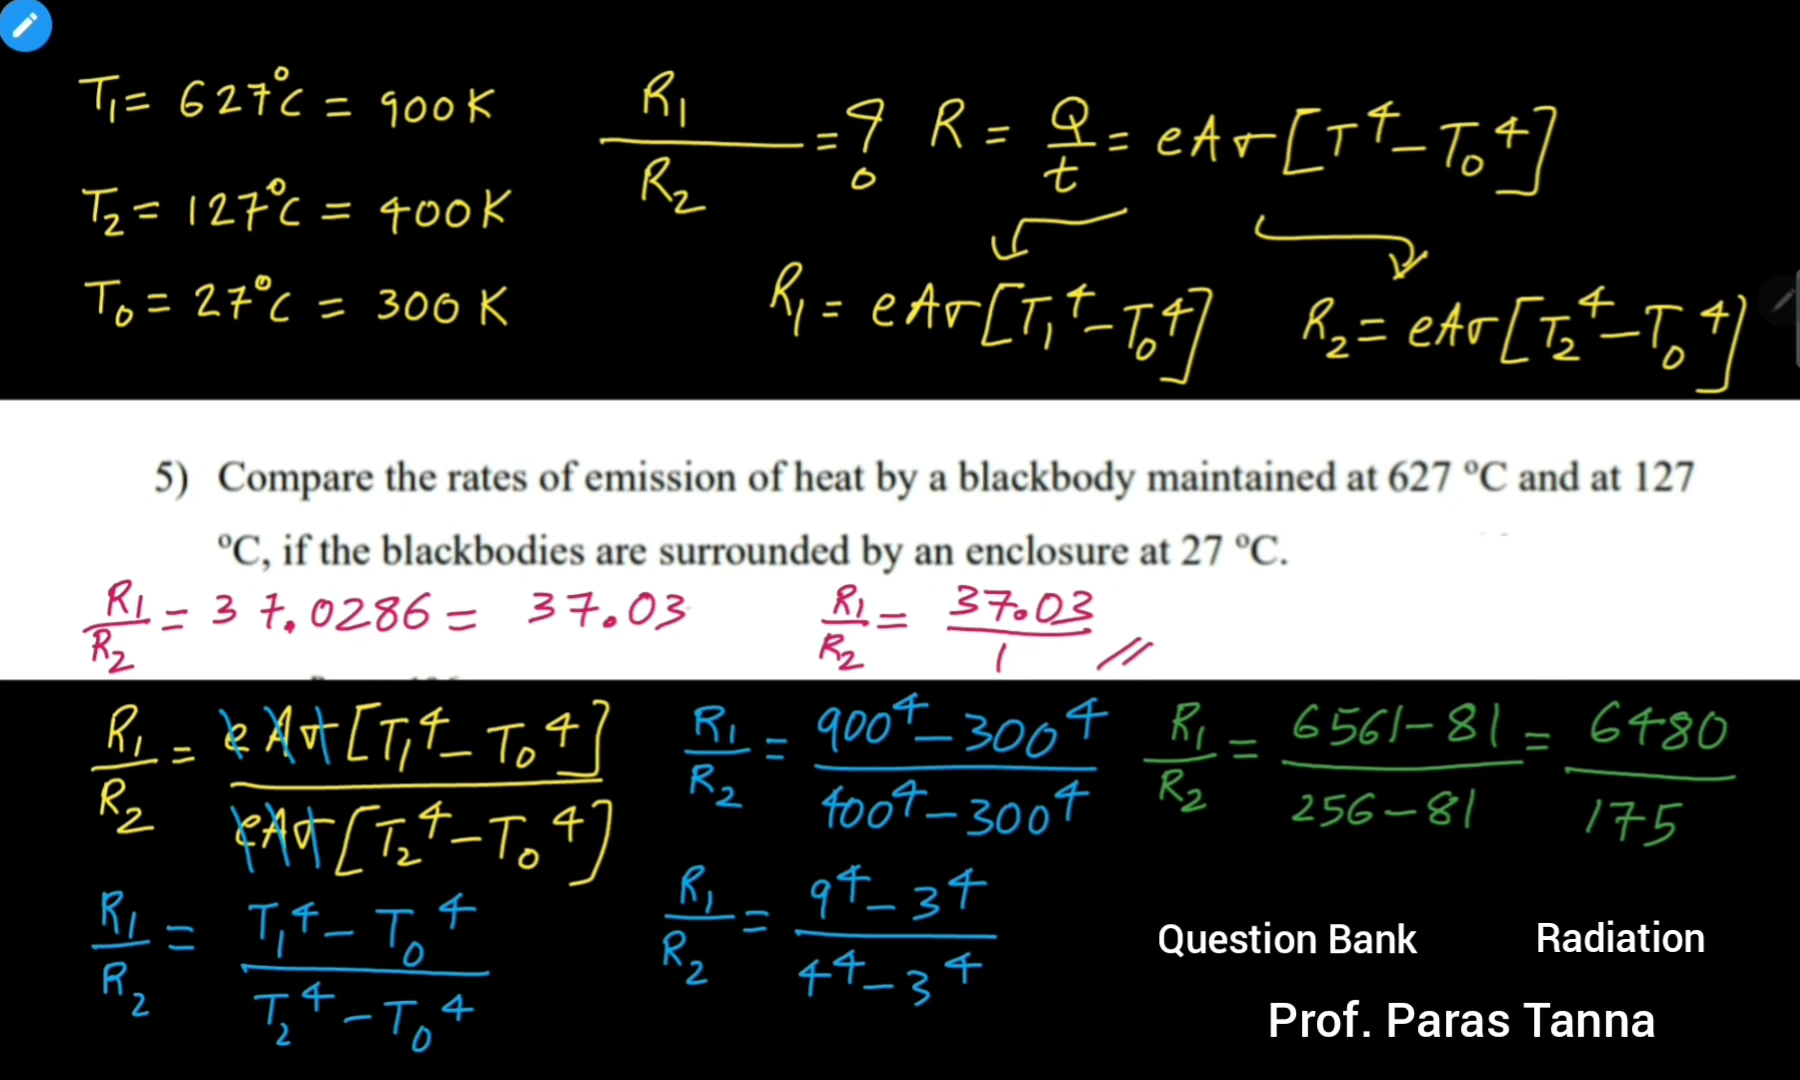 T₁ = 627°C = 900 K
T₂ = 127°C = 400 K
T₀ = 27°C = 300 K
R₁/R₂ = ?
R = Q/t = eAσ[T⁴ – T₀⁴]
R₁ = eAσ[T₁⁴ – T₀⁴]
R₂ = eAσ[T₂⁴ – T₀⁴]
5) Compare the rates of emission of heat by a blackbody maintained at 627 ºC and at 127
ºC, if the blackbodies are surrounded by an enclosure at 27 ºC.
R₁/R₂ = 37.0286 = 37.03
R₁/R₂ = 37.03/1 //
R₁/R₂ = eAσ[T₁⁴ – T₀⁴]/eAσ[T₂⁴ – T₀⁴]
R₁/R₂ = T₁⁴ – T₀⁴/T₂⁴ – T₀⁴
R₁/R₂ = 900⁴ – 300⁴/400⁴ – 300⁴
R₁/R₂ = 9⁴ – 3⁴/4⁴ – 3⁴
R₁/R₂ = 6561 – 81/256 – 81 = 6480/175
Question Bank Radiation
Prof. Paras Tanna